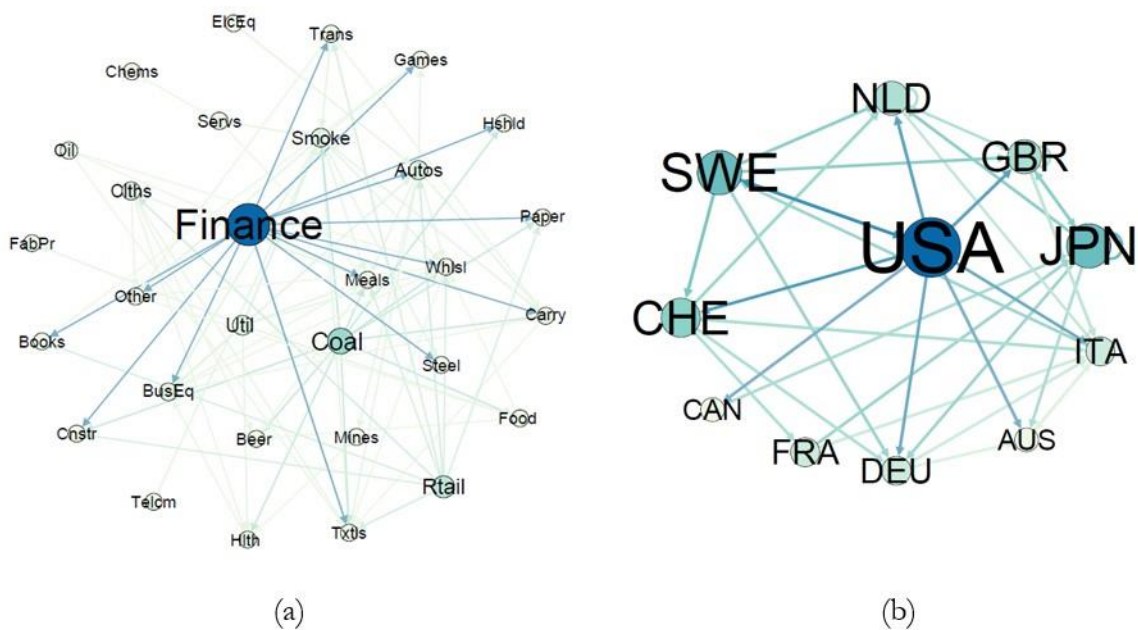 ElcEq
Trans
Games
Chems
Servs
Hshld
Smoke
Oil
Autos
Clths
Finance
Paper
FabPr
Whlsl
Meals
Other
Books
Util
Carry
Coal
Steel
BusEq
Food
Cnstr
Beer
Mines
Rtail
Telcm
Hlth
Txtls
(a)
NLD
GBR
SWE
USA
JPN
CHE
ITA
CAN
AUS
FRA
DEU
(b)